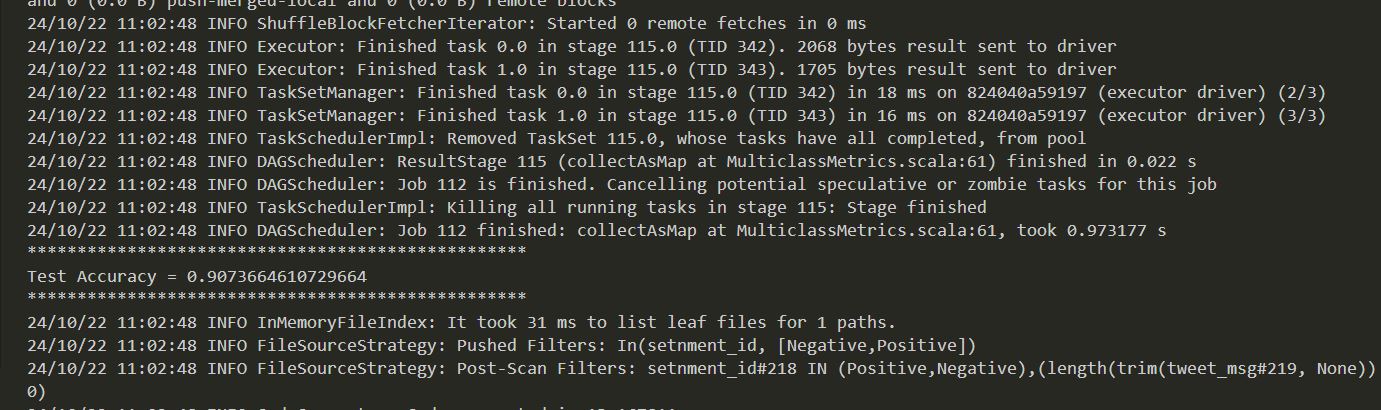 and 0 (0.0 B) push-merged-local and 0 (0.0 B) remote blocks
24/10/22 11:02:48 INFO ShuffleBlockFetcherIterator: Started 0 remote fetches in 0 ms
24/10/22 11:02:48 INFO Executor: Finished task 0.0 in stage 115.0 (TID 342). 2068 bytes result sent to driver
24/10/22 11:02:48 INFO Executor: Finished task 1.0 in stage 115.0 (TID 343). 1705 bytes result sent to driver
24/10/22 11:02:48 INFO TaskSetManager: Finished task 0.0 in stage 115.0 (TID 342) in 18 ms on 824040a59197 (executor driver) (2/3)
24/10/22 11:02:48 INFO TaskSetManager: Finished task 1.0 in stage 115.0 (TID 343) in 16 ms on 824040a59197 (executor driver) (3/3)
24/10/22 11:02:48 INFO TaskSchedulerImpl: Removed TaskSet 115.0, whose tasks have all completed, from pool
24/10/22 11:02:48 INFO DAGScheduler: ResultStage 115 (collectAsMap at MulticlassMetrics.scala:61) finished in 0.022 s
24/10/22 11:02:48 INFO DAGScheduler: Job 112 is finished. Cancelling potential speculative or zombie tasks for this job
24/10/22 11:02:48 INFO TaskSchedulerImpl: Killing all running tasks in stage 115: Stage finished
24/10/22 11:02:48 INFO DAGScheduler: Job 112 finished: collectAsMap at MulticlassMetrics.scala:61, took 0.973177 s
**************************************************
Test Accuracy = 0.9073664610729664
**************************************************
24/10/22 11:02:48 INFO InMemoryFileIndex: It took 31 ms to list leaf files for 1 paths.
24/10/22 11:02:48 INFO FileSourceStrategy: Pushed Filters: In(setnment_id, [Negative,Positive])
24/10/22 11:02:48 INFO FileSourceStrategy: Post-Scan Filters: setnment_id#218 IN (Positive,Negative),(length(trim(tweet_msg#219, None))
0)